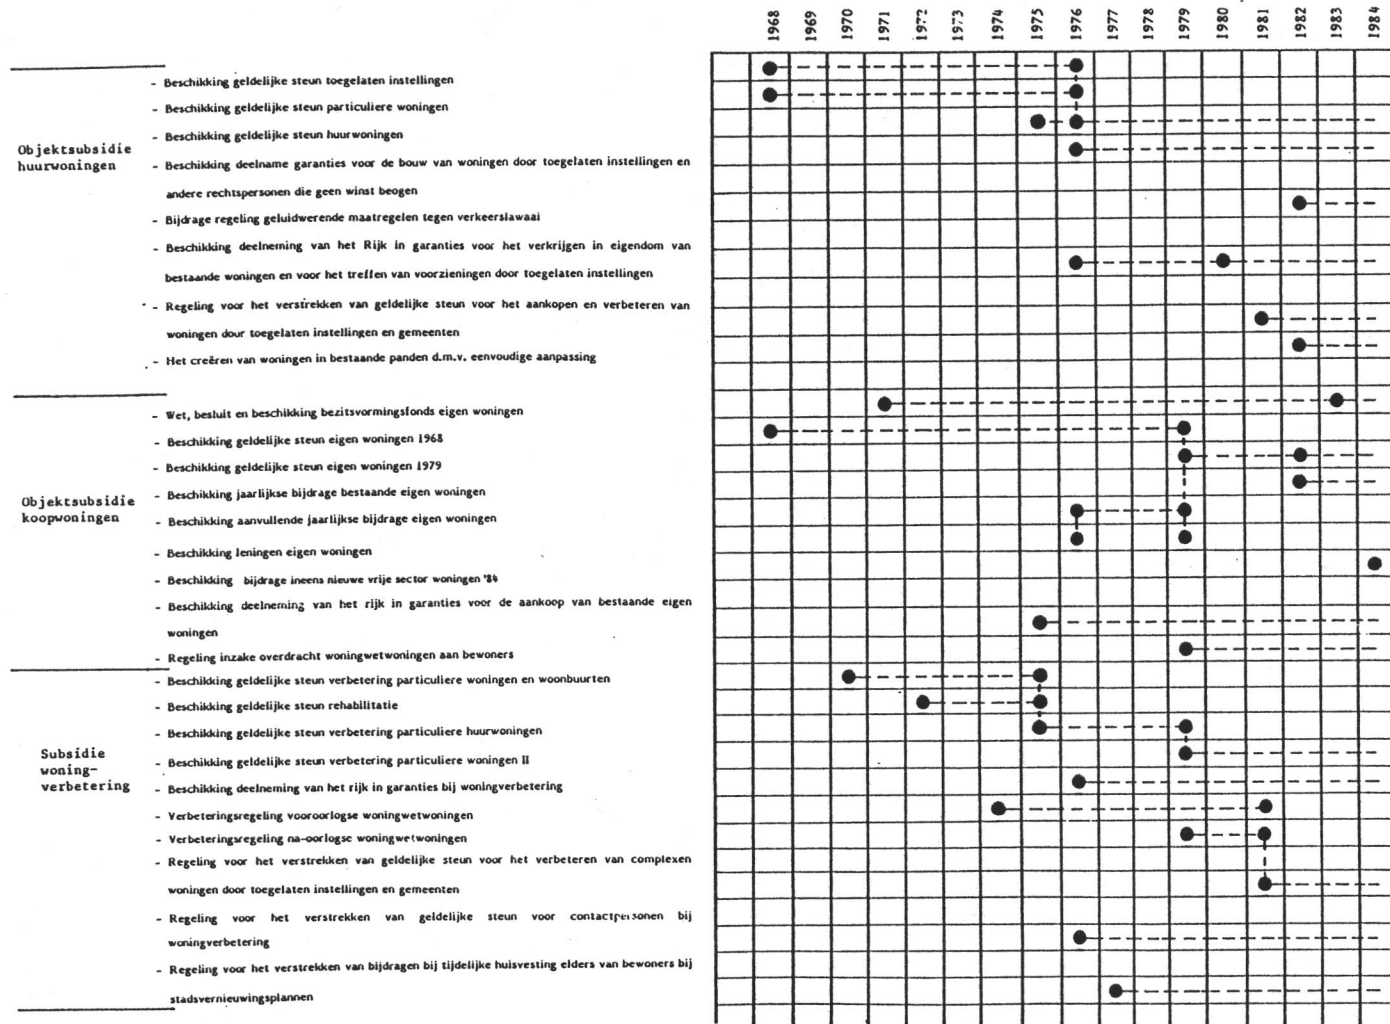 1968 1969 1970 1971 1972 1973 1974 1975 1976 1977 1978 1979 1980 1981 1982 1983 1984
Objektsubsidie
huurwoningen
- Beschikking geldelijke steun toegelaten instellingen
- Beschikking geldelijke steun particuliere woningen
- Beschikking geldelijke steun huurwoningen
- Beschikking deelname garanties voor de bouw van woningen door toegelaten instellingen en
andere rechtspersonen die geen winst beogen
- Bijdrage regeling geluidwerende maatregelen tegen verkeerslawaai
- Beschikking deelneming van het Rijk in garanties voor het verkrijgen in eigendom van
bestaande woningen en voor het treffen van voorzieningen door toegelaten instellingen
- Regeling voor het verstrekken van geldelijke steun voor het aankopen en verbeteren van
woningen door toegelaten instellingen en gemeenten
- Het creëren van woningen in bestaande panden d.m.v. eenvoudige aanpassing
Objektsubsidie
koopwoningen
- Wet, besluit en beschikking bezitsvormingsfonds eigen woningen
- Beschikking geldelijke steun eigen woningen 1968
- Beschikking geldelijke steun eigen woningen 1979
- Beschikking jaarlijkse bijdrage bestaande eigen woningen
- Beschikking aanvullende jaarlijkse bijdrage eigen woningen
- Beschikking leningen eigen woningen
- Beschikking bijdrage ineens nieuwe vrije sector woningen '84
- Beschikking deelneming van het rijk in garanties voor de aankoop van bestaande eigen
woningen
- Regeling inzake overdracht woningwetwoningen aan bewoners
Subsidie
woning-
verbetering
- Beschikking geldelijke steun verbetering particuliere woningen en woonbuurten
- Beschikking geldelijke steun rehabilitatie
- Beschikking geldelijke steun verbetering particuliere huurwoningen
- Beschikking geldelijke steun verbetering particuliere woningen II
- Beschikking deelneming van het rijk in garanties bij woningverbetering
- Verbeteringsregeling vooroorlogse woningwetwoningen
- Verbeteringsregeling na-oorlogse woningwetwoningen
- Regeling voor het verstrekken van geldelijke steun voor het verbeteren van complexen
woningen door toegelaten instellingen en gemeenten
- Regeling voor het verstrekken van geldelijke steun voor contactpersonen bij
woningverbetering
- Regeling voor het verstrekken van bijdragen bij tijdelijke huisvesting elders van bewoners bij
stadsvernieuwingsplannen